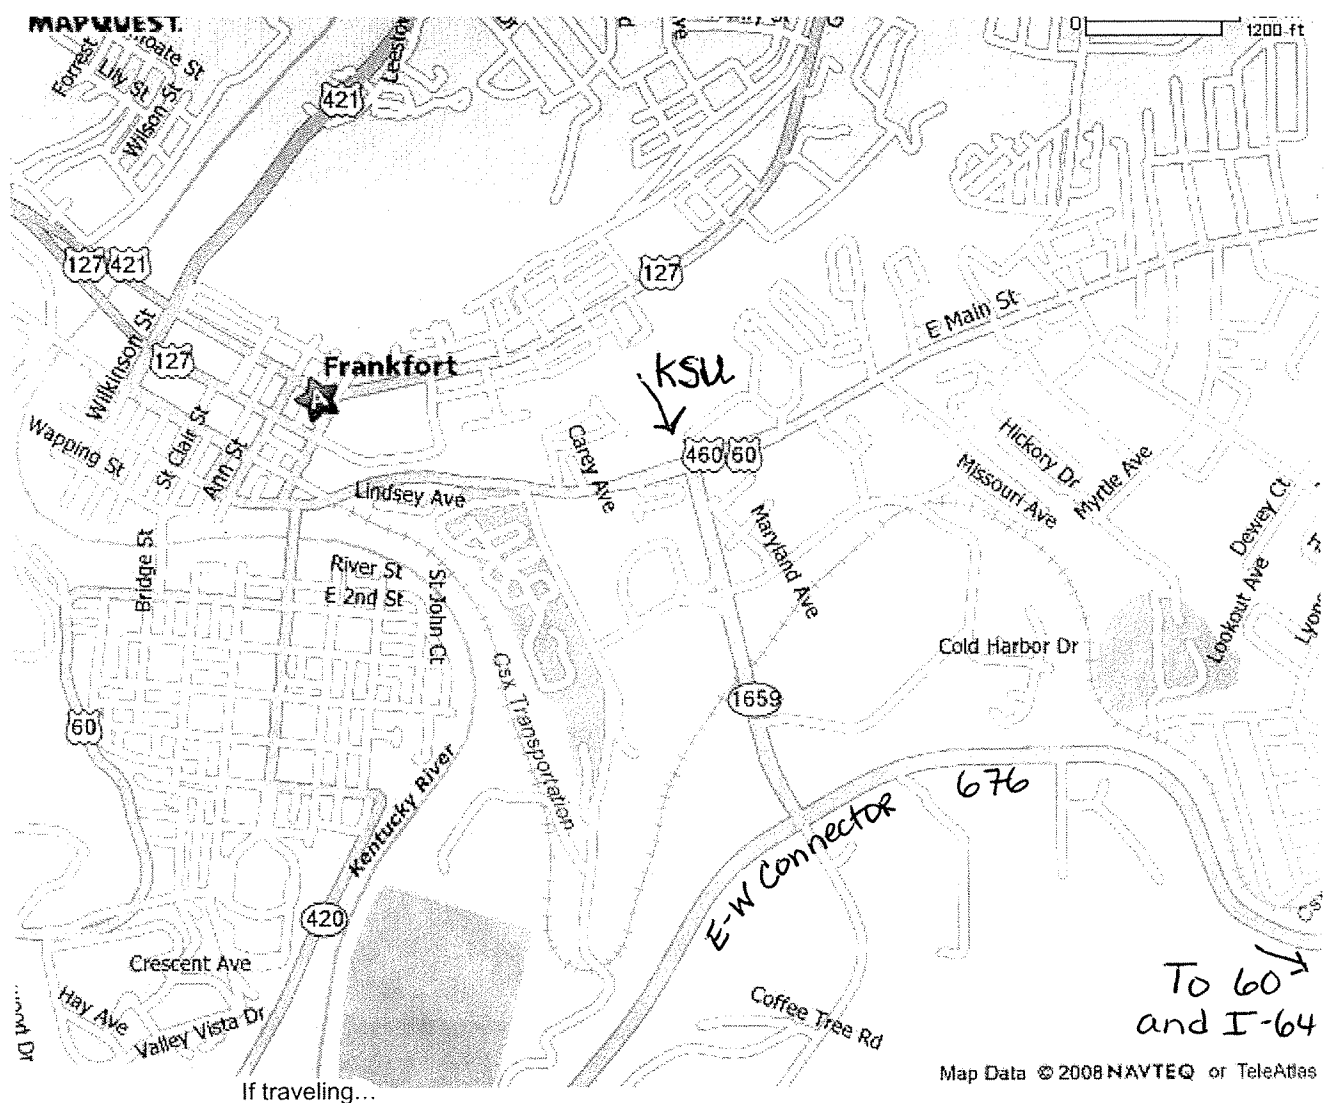 MAPQUEST.
0
1200 ft
Forrest
Lily St
Wilson St
421
127
421
127
127
Wilkinson St
Frankfort
A
E Main St
KSU
Wapping St
St Clair St
Ann St
Carey Ave
460
60
Hickory Dr
Missouri Ave
Myrtle Ave
Lindsey Ave
Maryland Ave
Dewey Ct
Bridge St
River St
E 2nd St
St John Ct
Lookout Ave
Cold Harbor Dr
Csx Transportation
1659
60
Kentucky River
676
E-W Connector
420
Crescent Ave
Hay Ave
Valley Vista Dr
Coffee Tree Rd
To 60
and I-64
Map Data © 2008 NAVTEQ or TeleAtlas
If traveling...